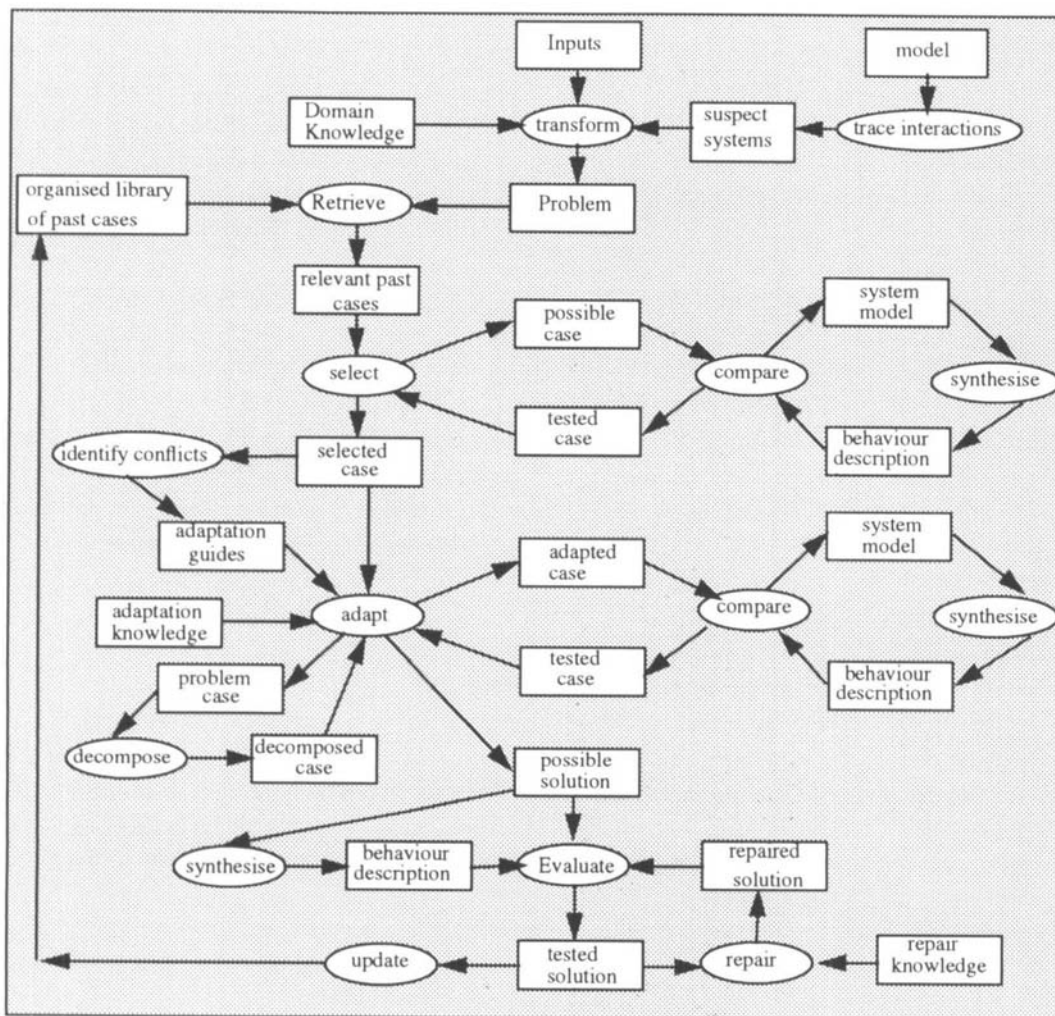 Inputs
model
Domain
Knowledge
transform
suspect
systems
trace interactions
organised library
of past cases
Retrieve
Problem
relevant past
cases
possible
case
system
model
select
compare
synthesise
tested
case
behaviour
description
identify conflicts
selected
case
adaptation
guides
adapted
case
system
model
adaptation
knowledge
adapt
compare
synthesise
tested
case
behaviour
description
problem
case
decompose
decomposed
case
possible
solution
synthesise
behaviour
description
Evaluate
repaired
solution
update
tested
solution
repair
repair
knowledge